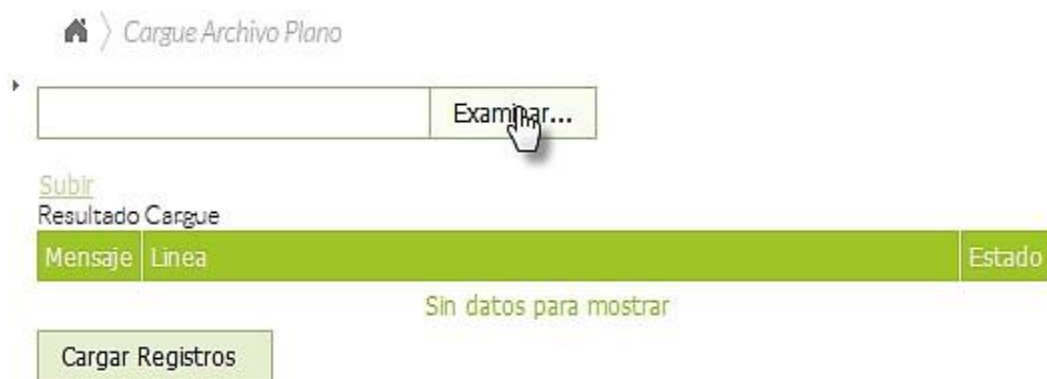 Cargue Archivo Plano
Examinar...
Subir
Resultado Cargue
Mensaje Linea Estado
Sin datos para mostrar
Cargar Registros